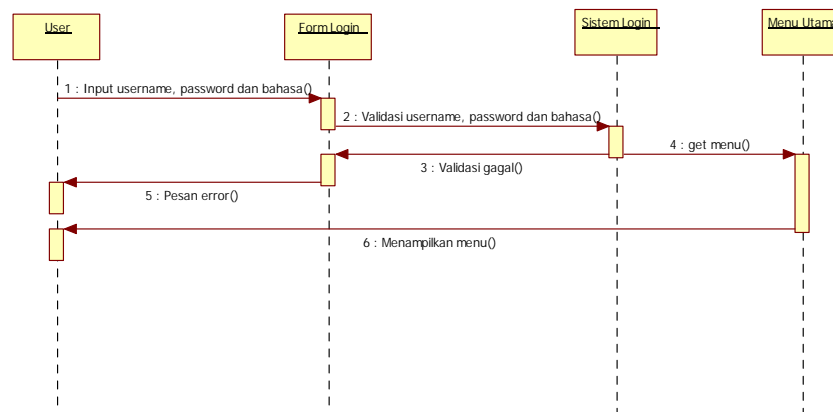 User
Form Login
Sistem Login
Menu Utama
1 : Input username, password dan bahasa()
2 : Validasi username, password dan bahasa()
4 : get menu()
3 : Validasi gagal()
5 : Pesan error()
6 : Menampilkan menu()